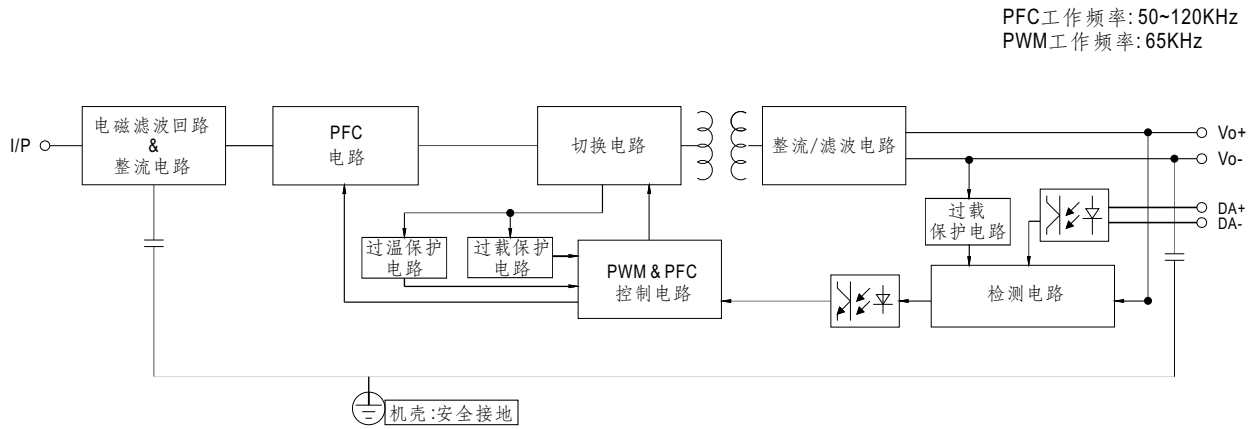 PFC工作频率: 50~120KHz
PWM工作频率: 65KHz
I/P
电磁滤波回路
&
整流电路
PFC
电路
切换电路
整流/滤波电路
Vo+
Vo-
DA+
DA-
过温保护
电路
过载保护
电路
PWM & PFC
控制电路
过载
保护电路
检测电路
机壳:安全接地